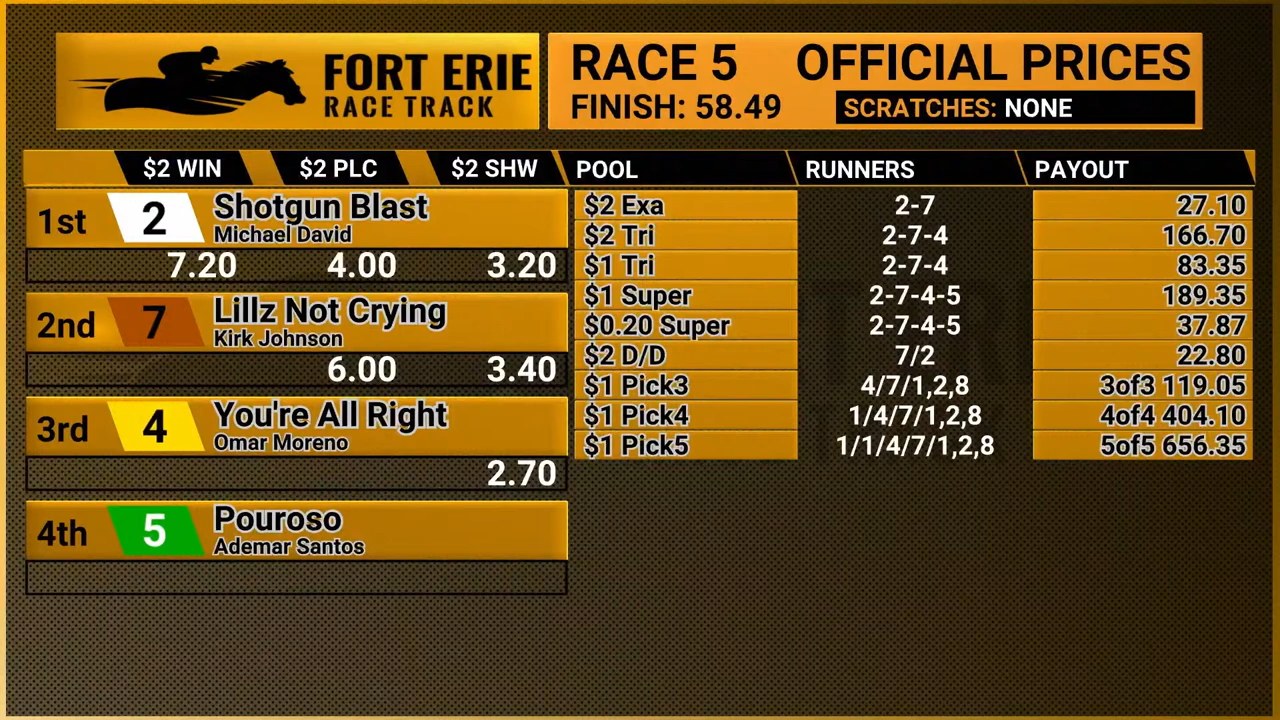 FORT ERIE
RACE TRACK
RACE 5 OFFICIAL PRICES
FINISH: 58.49 SCRATCHES: NONE
$2 WIN $2 PLC $2 SHW
1st 2 Shotgun Blast
Michael David
7.20 4.00 3.20
2nd 7 Lillz Not Crying
Kirk Johnson
6.00 3.40
3rd 4 You're All Right
Omar Moreno
2.70
4th 5 Pouroso
Ademar Santos
POOL RUNNERS PAYOUT
$2 Exa 2-7 27.10
$2 Tri 2-7-4 166.70
$1 Tri 2-7-4 83.35
$1 Super 2-7-4-5 189.35
$0.20 Super 2-7-4-5 37.87
$2 D/D 7/2 22.80
$1 Pick3 4/7/1,2,8 3of3 119.05
$1 Pick4 1/4/7/1,2,8 4of4 404.10
$1 Pick5 1/1/4/7/1,2,8 5of5 656.35